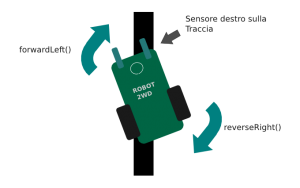 Sensore destro sulla
Traccia
forwardLeft()
ROBOT
2WD
reverseRight()